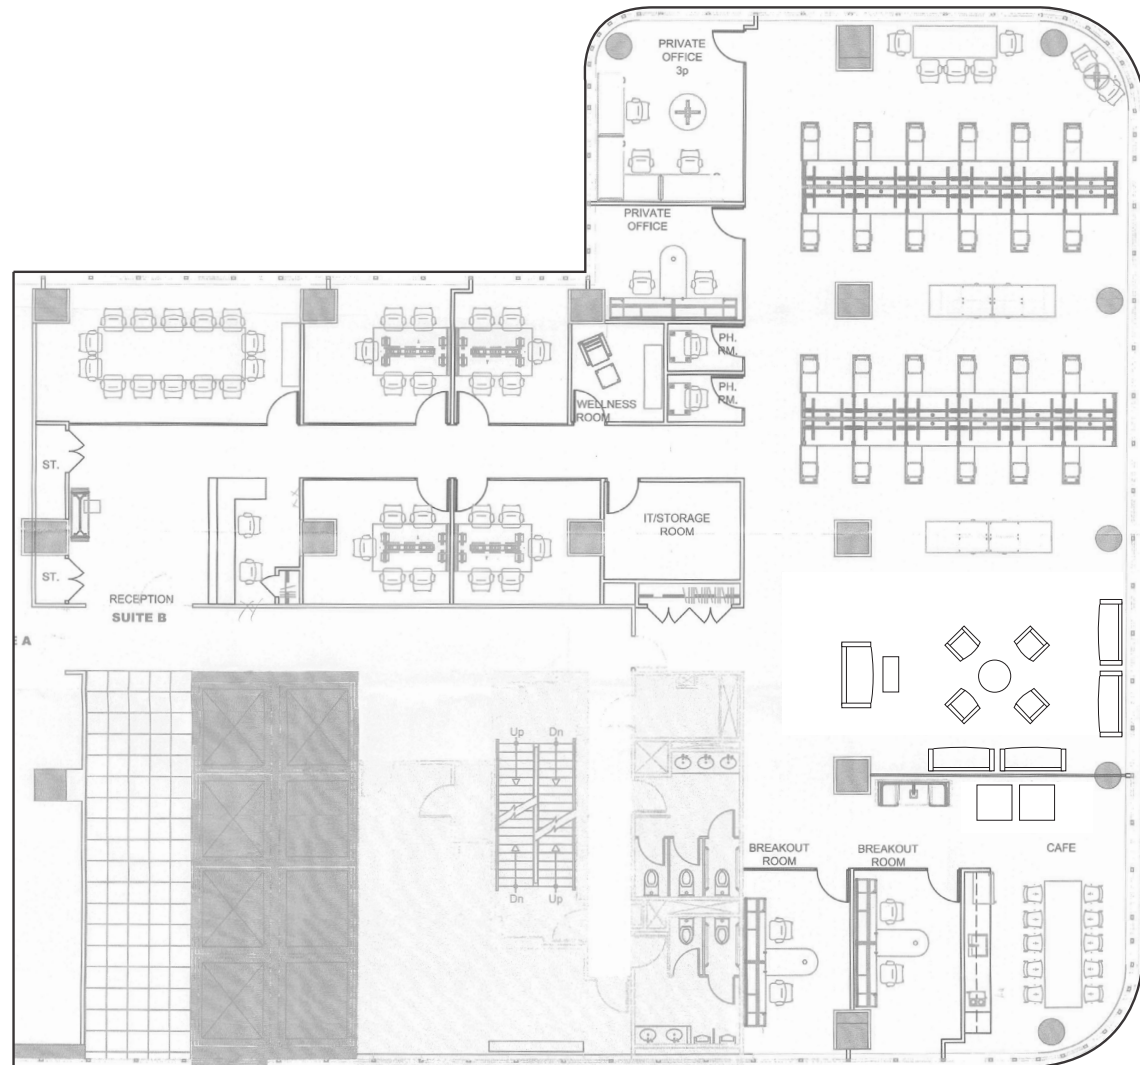 PRIVATE
OFFICE
3p
PRIVATE
OFFICE
PH.
RM.
PH.
RM.
WELLNESS
ROOM
ST.
IT/STORAGE
ROOM
ST.
RECEPTION
SUITE B
E A
Up
Dn
Dn
Up
BREAKOUT
ROOM
BREAKOUT
ROOM
CAFE